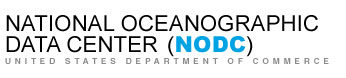 NATIONAL OCEANOGRAPHIC
DATA CENTER (NODC)
UNITED STATES DEPARTMENT OF COMMERCE